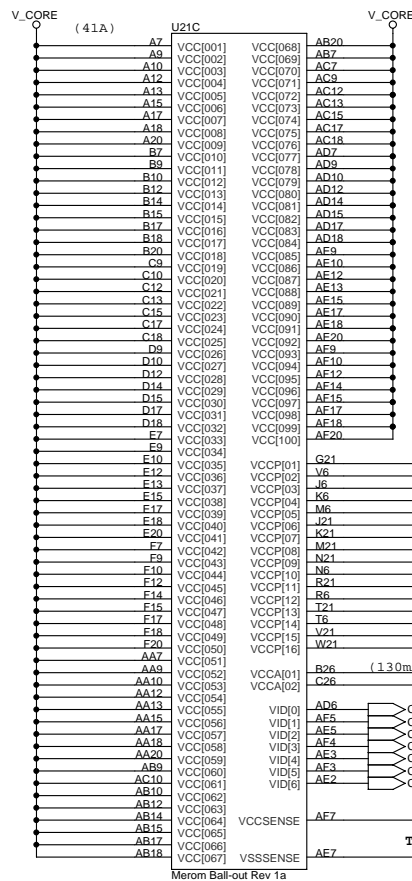 V_CORE (41A) U21C V_CORE
A7 VCC[001] VCC[068] AB20
A9 VCC[002] VCC[069] AB7
A10 VCC[003] VCC[070] AC7
A12 VCC[004] VCC[071] AC9
A13 VCC[005] VCC[072] AC12
A15 VCC[006] VCC[073] AC13
A17 VCC[007] VCC[074] AC15
A18 VCC[008] VCC[075] AC17
A20 VCC[009] VCC[076] AC18
B7 VCC[010] VCC[077] AD7
B9 VCC[011] VCC[078] AD9
B10 VCC[012] VCC[079] AD10
B12 VCC[013] VCC[080] AD12
B14 VCC[014] VCC[081] AD14
B15 VCC[015] VCC[082] AD15
B17 VCC[016] VCC[083] AD17
B18 VCC[017] VCC[084] AD18
B20 VCC[018] VCC[085] AE9
C9 VCC[019] VCC[086] AE10
C10 VCC[020] VCC[087] AE12
C12 VCC[021] VCC[088] AE13
C13 VCC[022] VCC[089] AE15
C15 VCC[023] VCC[090] AE17
C17 VCC[024] VCC[091] AE18
C18 VCC[025] VCC[092] AE20
D9 VCC[026] VCC[093] AF9
D10 VCC[027] VCC[094] AF10
D12 VCC[028] VCC[095] AF12
D14 VCC[029] VCC[096] AF14
D15 VCC[030] VCC[097] AF15
D17 VCC[031] VCC[098] AF17
D18 VCC[032] VCC[099] AF18
E7 VCC[033] VCC[100] AF20
E9 VCC[034]
E10 VCC[035] VCCP[01] G21
E12 VCC[036] VCCP[02] V6
E13 VCC[037] VCCP[03] J6
E15 VCC[038] VCCP[04] K6
E17 VCC[039] VCCP[05] M6
E18 VCC[040] VCCP[06] J21
E20 VCC[041] VCCP[07] K21
F7 VCC[042] VCCP[08] M21
F9 VCC[043] VCCP[09] N21
F10 VCC[044] VCCP[10] N6
F12 VCC[045] VCCP[11] R21
F14 VCC[046] VCCP[12] R6
F15 VCC[047] VCCP[13] T21
F17 VCC[048] VCCP[14] T6
F18 VCC[049] VCCP[15] V21
F20 VCC[050] VCCP[16] W21
AA7 VCC[051]
AA9 VCC[052] VCCA[01] B26 (130m
AA10 VCC[053] VCCA[02] C26
AA12 VCC[054]
AA13 VCC[055] VID[0] AD6
AA15 VCC[056] VID[1] AF5
AA17 VCC[057] VID[2] AE5
AA18 VCC[058] VID[3] AF4
AA20 VCC[059] VID[4] AE3
AB9 VCC[060] VID[5] AF3
AC10 VCC[061] VID[6] AE2
AB10 VCC[062]
AB12 VCC[063]
AB14 VCC[064] VCCSENSE AF7
AB15 VCC[065]
AB17 VCC[066] T
AB18 VCC[067] VSSSENSE AE7
Merom Ball-out Rev 1a